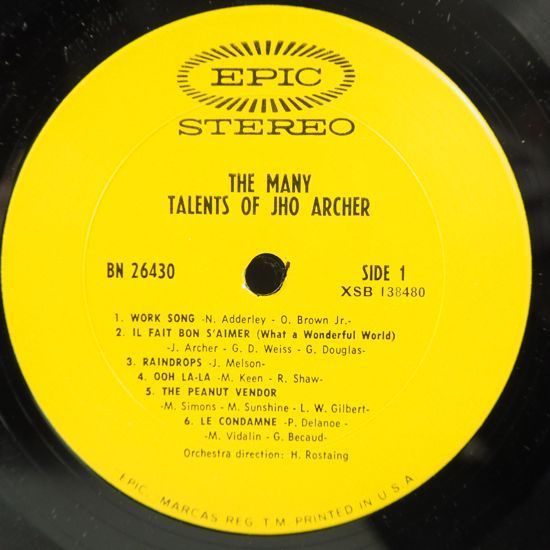 EPIC
STEREO
THE MANY
TALENTS OF JHO ARCHER
BN 26430
SIDE 1
XSB 138480
1. WORK SONG -N. Adderley - O. Brown Jr.-
2. IL FAIT BON S'AIMER (What a Wonderful World)
-J. Archer - G. D. Weiss - G. Douglas-
3. RAINDROPS -J. Melson-
4. OOH LA-LA -M. Keen - R. Shaw-
5. THE PEANUT VENDOR
-M. Simons - M. Sunshine - L. W. Gilbert-
6. LE CONDAMNE -P. Delanoe -
-M. Vidalin - G. Becaud-
Orchestra direction: H. Rostaing
EPIC. MARCAS REG. T.M. PRINTED IN U.S.A